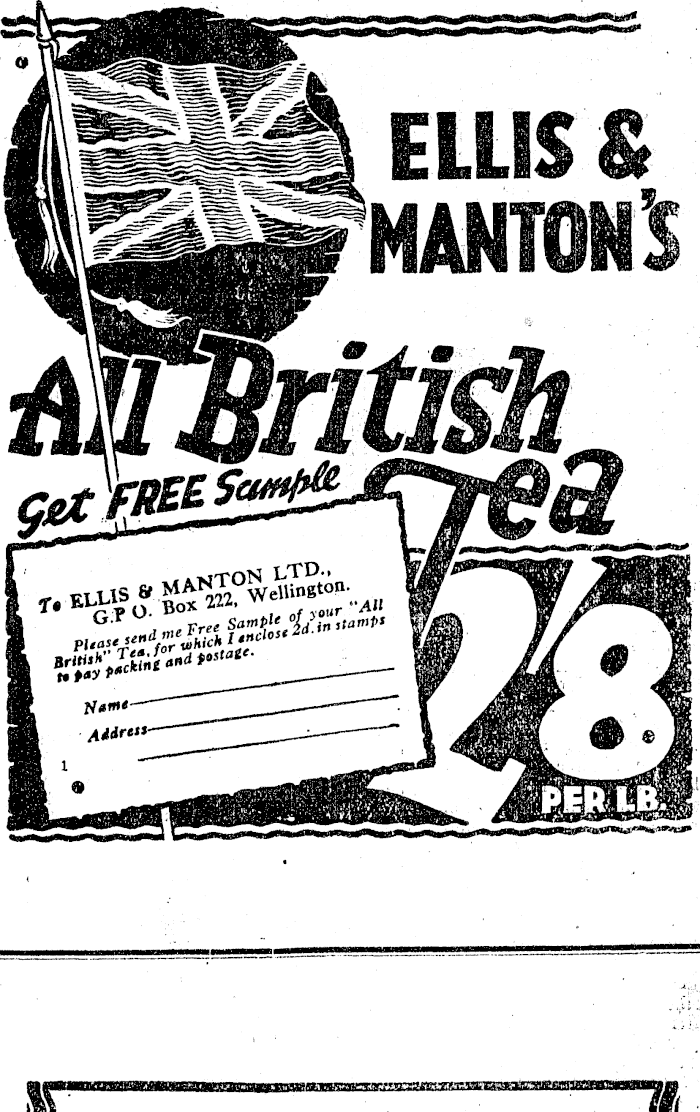 ELLIS &
MANTON'S
All British
Tea
Get FREE Sample
To ELLIS & MANTON LTD.,
G.P.O. Box 222, Wellington.
Please send me Free Sample of your "All
British" Tea, for which I enclose 2d. in stamps
to pay packing and postage.
Name
Address
1
2/8
PER LB.